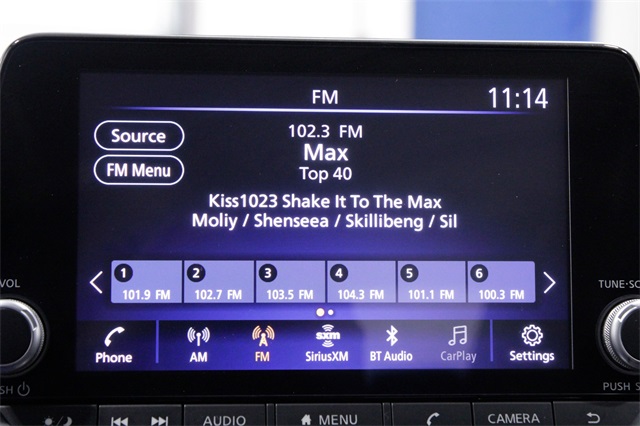 FM
11:14
Source
FM Menu
102.3 FM
Max
Top 40
Kiss1023 Shake It To The Max
Moliy / Shenseea / Skillibeng / Sil
1 2 3 4 5 6
101.9 FM 102.7 FM 103.5 FM 104.3 FM 101.1 FM 100.3 FM
VOL
TUNE·SC
sxm
Phone AM FM SiriusXM BT Audio CarPlay Settings
SH
PUSH S
AUDIO MENU CAMERA